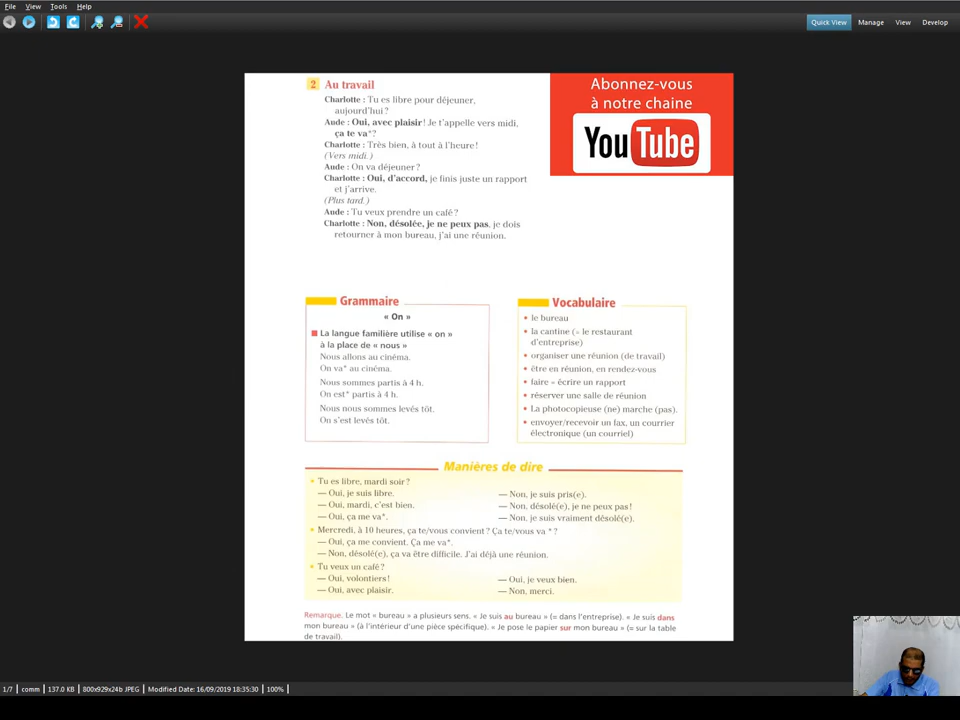 File View Tools Help
Quick View Manage View Develop
2 Au travail
Charlotte : Tu es libre pour déjeuner,
aujourd'hui ?
Aude : Oui, avec plaisir ! Je t'appelle vers midi,
ça te va* ?
Charlotte : Très bien, à tout à l'heure !
(Vers midi.)
Aude : On va déjeuner ?
Charlotte : Oui, d'accord, je finis juste un rapport
et j'arrive.
(Plus tard.)
Aude : Tu veux prendre un café ?
Charlotte : Non, désolée, je ne peux pas, je dois
retourner à mon bureau, j'ai une réunion.
Abonnez-vous
à notre chaine
YouTube
Grammaire
« On »
La langue familière utilise « on »
à la place de « nous »
Nous allons au cinéma.
On va* au cinéma.
Nous sommes partis à 4 h.
On est* partis à 4 h.
Nous nous sommes levés tôt.
On s'est levés tôt.
Vocabulaire
• le bureau
• la cantine (= le restaurant
d'entreprise)
• organiser une réunion (de travail)
• être en réunion, en rendez-vous
• faire = écrire un rapport
• réserver une salle de réunion
• La photocopieuse (ne) marche (pas).
• envoyer/recevoir un fax, un courrier
électronique (un courriel)
Manières de dire
• Tu es libre, mardi soir ?
— Oui, je suis libre.
— Oui, mardi, c'est bien.
— Oui, ça me va*.
— Non, je suis pris(e).
— Non, désolé(e), je ne peux pas !
— Non, je suis vraiment désolé(e).
• Mercredi, à 10 heures, ça te/vous convient ? Ça te/vous va * ?
— Oui, ça me convient. Ça me va*.
— Non, désolé(e), ça va être difficile. J'ai déjà une réunion.
• Tu veux un café ?
— Oui, volontiers !
— Oui, avec plaisir.
— Oui, je veux bien.
— Non, merci.
Remarque. Le mot « bureau » a plusieurs sens. « Je suis au bureau » (= dans l'entreprise). « Je suis dans
mon bureau » (à l'intérieur d'une pièce spécifique). « Je pose le papier sur mon bureau » (= sur la table
de travail).
1/7 comm 137.0 KB 800x929x24b JPEG Modified Date: 16/09/2019 18:35:30 100%